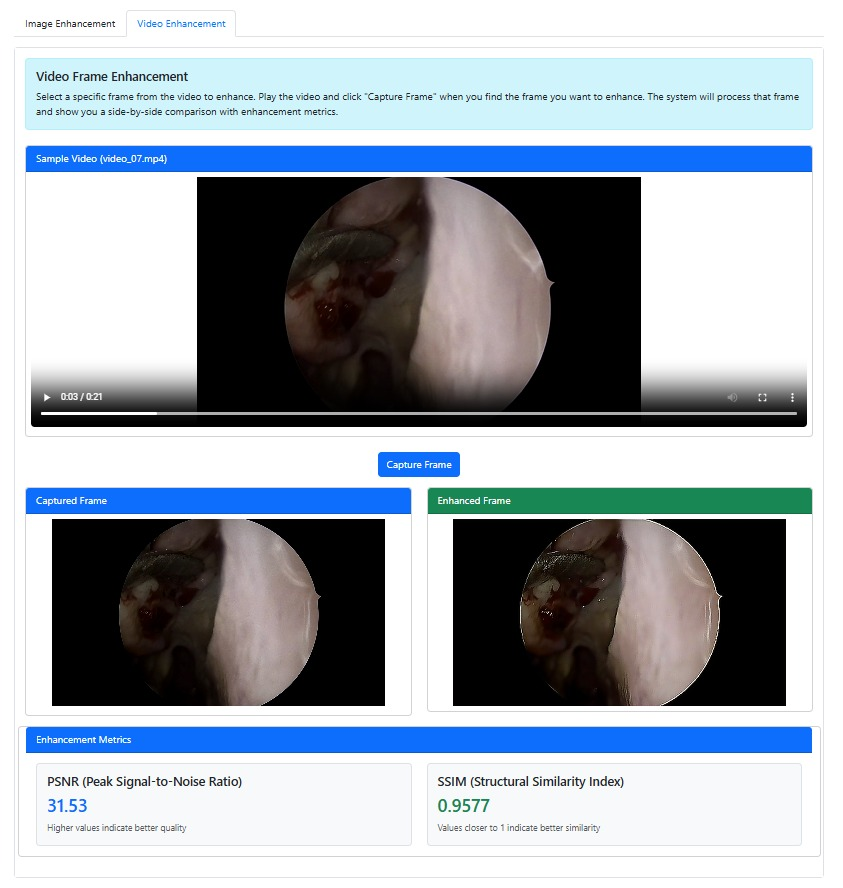 Image Enhancement
Video Enhancement
Video Frame Enhancement
Select a specific frame from the video to enhance. Play the video and click "Capture Frame" when you find the frame you want to enhance. The system will process that frame
and show you a side-by-side comparison with enhancement metrics.
Sample Video (video_07.mp4)
0:03 / 0:21
Capture Frame
Captured Frame
Enhanced Frame
Enhancement Metrics
PSNR (Peak Signal-to-Noise Ratio)
31.53
Higher values indicate better quality
SSIM (Structural Similarity Index)
0.9577
Values closer to 1 indicate better similarity